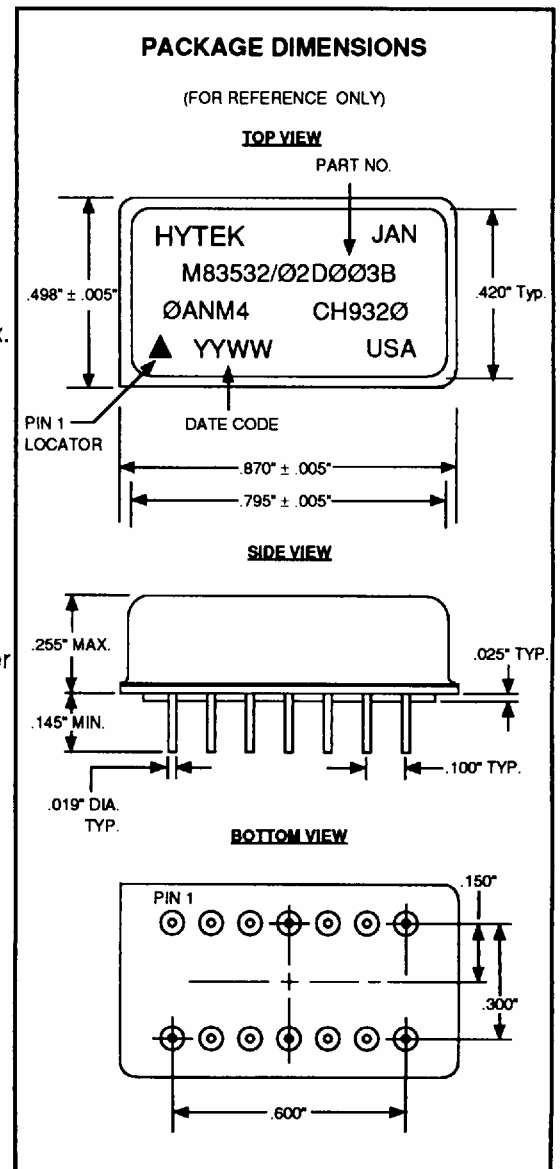 PACKAGE DIMENSIONS
(FOR REFERENCE ONLY)
TOP VIEW
PART NO.
HYTEK JAN
M83532/Ø2DØØ3B
ØANM4 CH932Ø
YYWW USA
.498" ± .005"
.420" Typ.
x.
PIN 1
LOCATOR
DATE CODE
.870" ± .005"
.795" ± .005"
SIDE VIEW
.255" MAX.
.025" TYP.
er
.145" MIN.
.100" TYP.
.019" DIA.
TYP.
BOTTOM VIEW
.150"
PIN 1
.300"
.600"